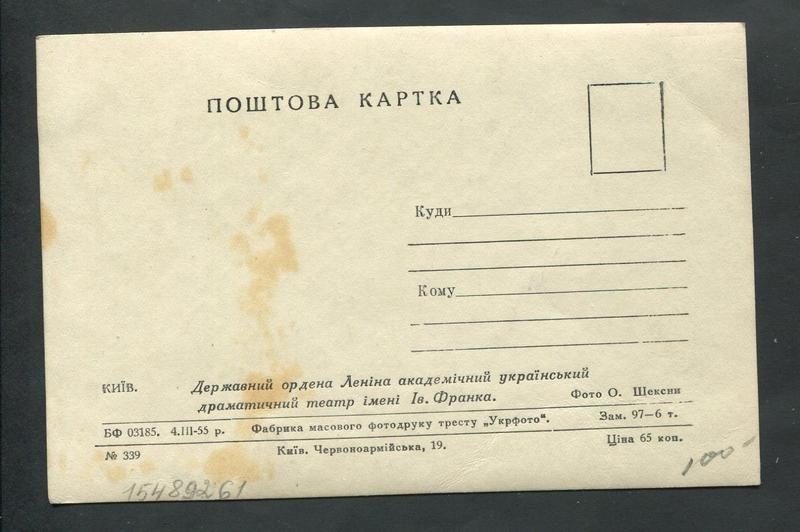 ПОШТОВА КАРТКА
Куди
Кому
КИЇВ. Державний ордена Леніна академічний український
драматичний театр імені Ів. Франка. Фото О. Шексни
БФ 03185. 4.III-55 р. Фабрика масового фотодруку тресту „Укрфото“. Зам. 97—6 т.
№ 339 Київ. Червоноармійська, 19. Ціна 65 коп.
15489261
100-